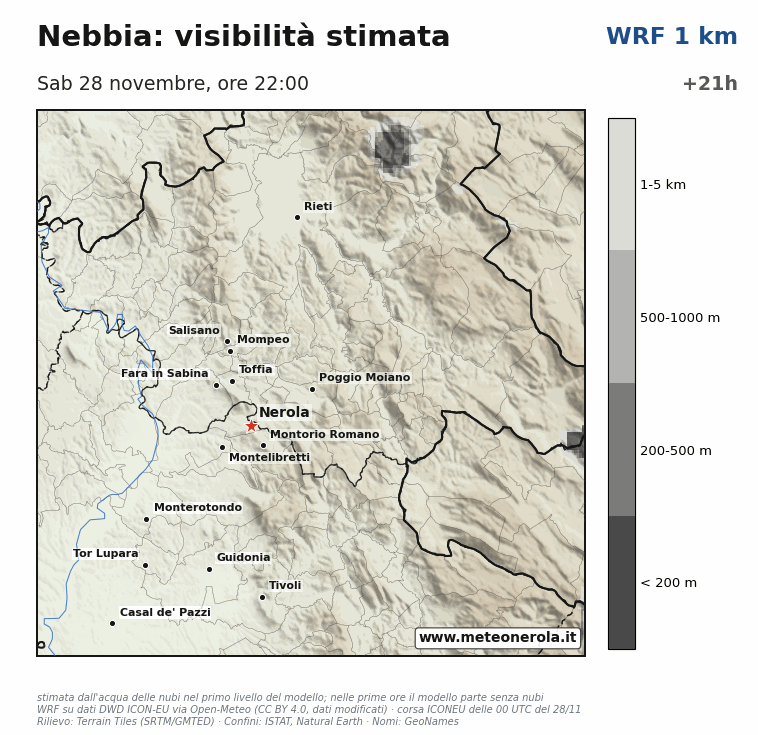 Nebbia: visibilità stimata
WRF 1 km
Sab 28 novembre, ore 22:00
+21h
1-5 km
500-1000 m
200-500 m
< 200 m
Rieti
Salisano
Mompeo
Fara in Sabina
Toffia
Poggio Moiano
Nerola
Montorio Romano
Montelibretti
Monterotondo
Tor Lupara
Guidonia
Tivoli
Casal de' Pazzi
www.meteonerola.it
stimata dall'acqua delle nubi nel primo livello del modello; nelle prime ore il modello parte senza nubi
WRF su dati DWD ICON-EU via Open-Meteo (CC BY 4.0, dati modificati) · corsa ICONEU delle 00 UTC del 28/11
Rilievo: Terrain Tiles (SRTM/GMTED) · Confini: ISTAT, Natural Earth · Nomi: GeoNames